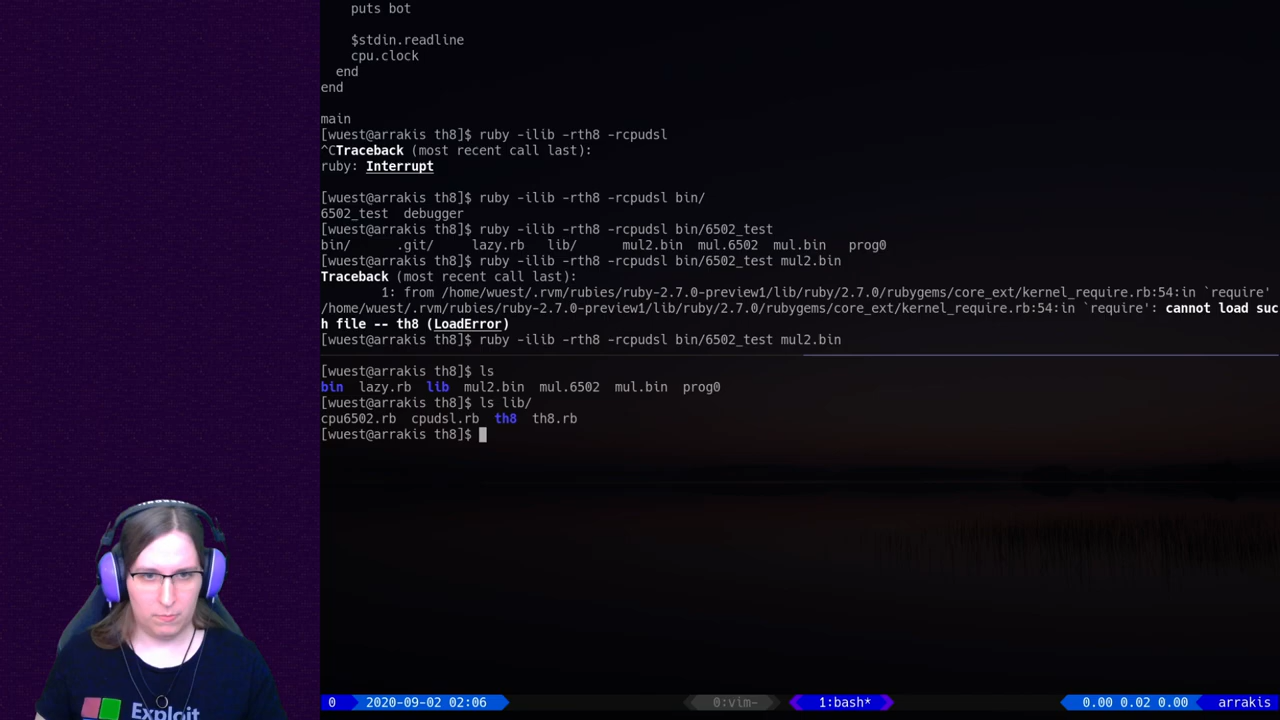 puts bot
$stdin.readline
cpu.clock
end
end
main
[wuest@arrakis th8]$ ruby -ilib -rth8 -rcpudsl
^CTraceback (most recent call last):
ruby: Interrupt
[wuest@arrakis th8]$ ruby -ilib -rth8 -rcpudsl bin/
6502_test  debugger
[wuest@arrakis th8]$ ruby -ilib -rth8 -rcpudsl bin/6502_test
bin/      .git/     lazy.rb   lib/      mul2.bin  mul.6502  mul.bin   prog0
[wuest@arrakis th8]$ ruby -ilib -rth8 -rcpudsl bin/6502_test mul2.bin
Traceback (most recent call last):
1: from /home/wuest/.rvm/rubies/ruby-2.7.0-preview1/lib/ruby/2.7.0/rubygems/core_ext/kernel_require.rb:54:in `require'
/home/wuest/.rvm/rubies/ruby-2.7.0-preview1/lib/ruby/2.7.0/rubygems/core_ext/kernel_require.rb:54:in `require': cannot load suc
h file -- th8 (LoadError)
[wuest@arrakis th8]$ ruby -ilib -rth8 -rcpudsl bin/6502_test mul2.bin
[wuest@arrakis th8]$ ls
bin  lazy.rb  lib  mul2.bin  mul.6502  mul.bin  prog0
[wuest@arrakis th8]$ ls lib/
cpu6502.rb  cpudsl.rb  th8  th8.rb
[wuest@arrakis th8]$
Exploit
0  2020-09-02 02:06  0:vim-  1:bash*  0.00 0.02 0.00  arrakis